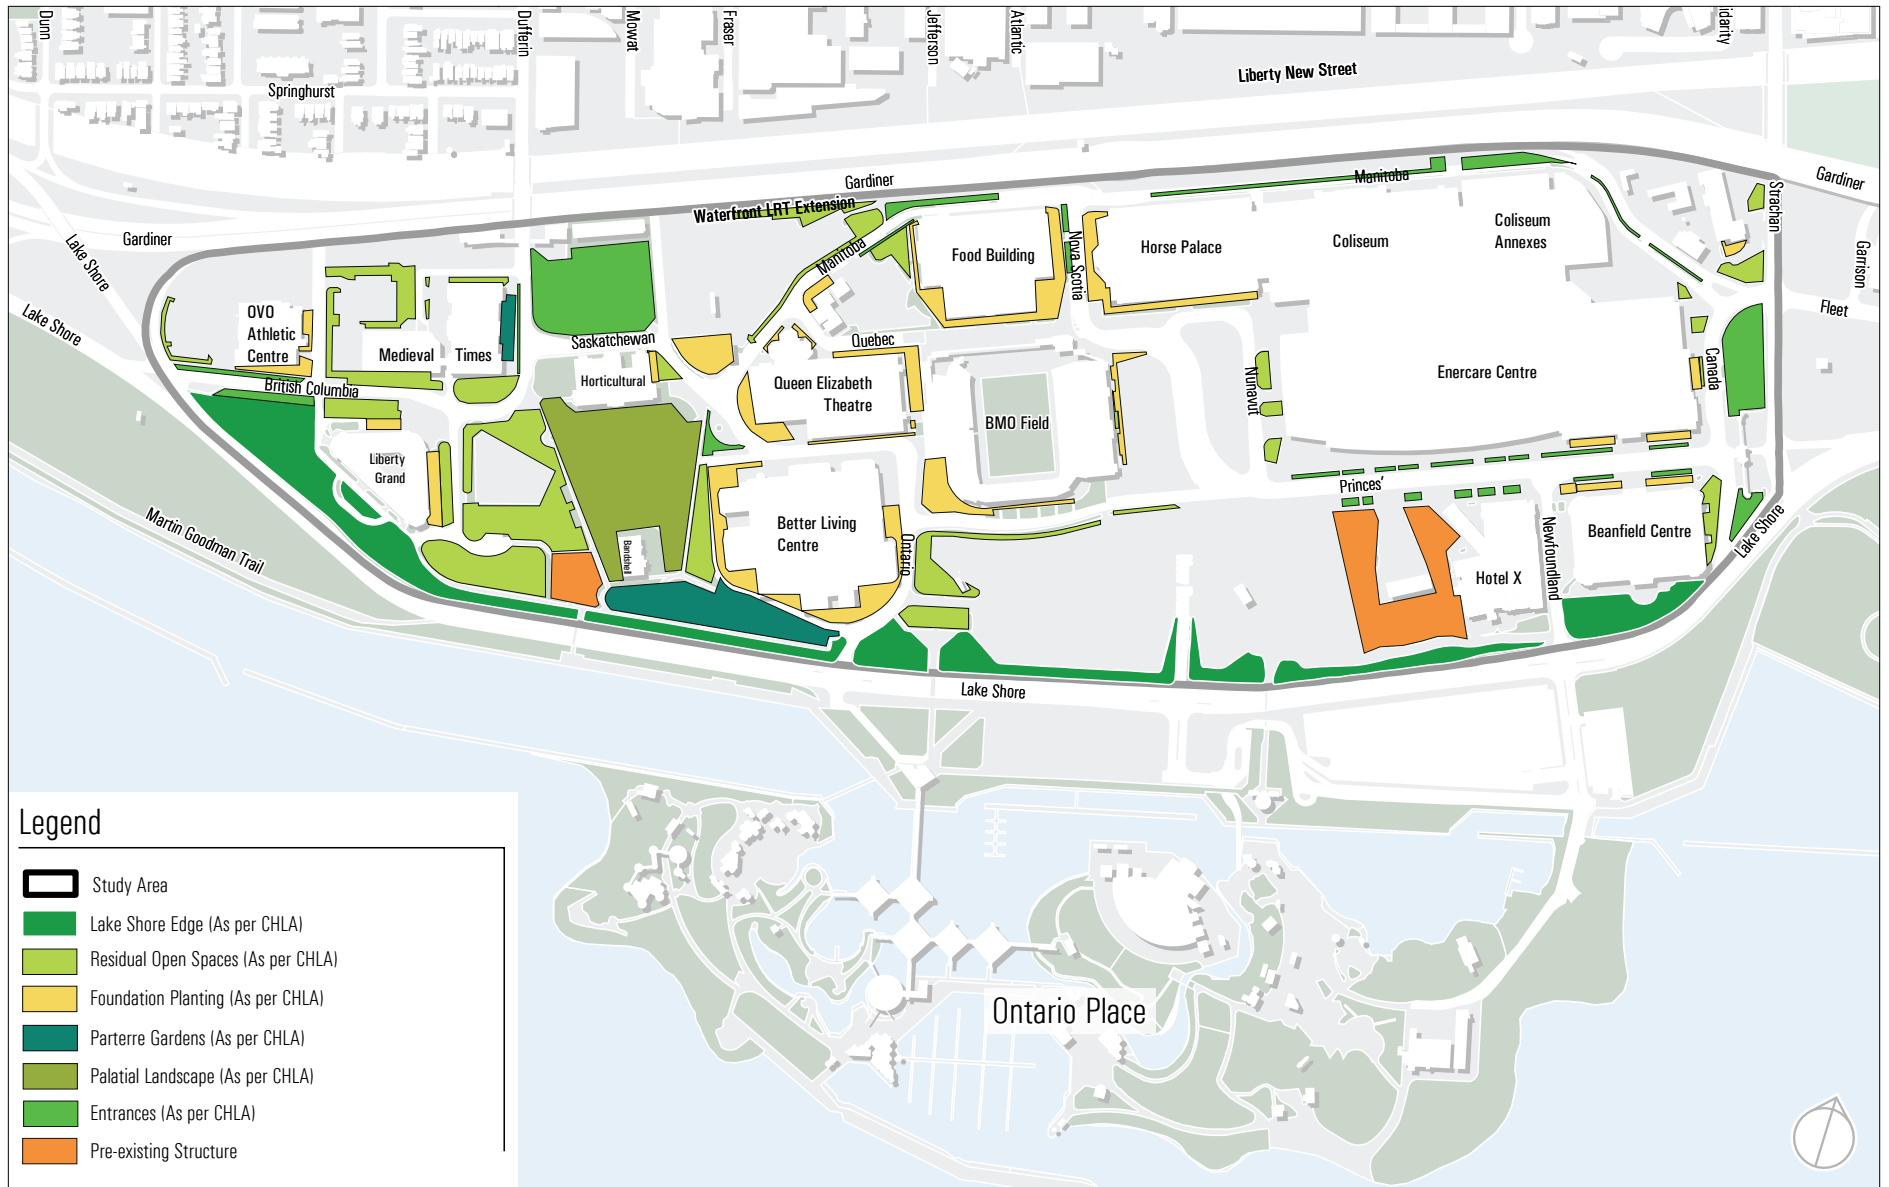 Dunn
Dufferin
Mowat
Fraser
Jefferson
Atlantic
idarity
Springhurst
Liberty New Street
Gardiner
Gardiner
Gardiner
Waterfront LRT Extension
Manitoba
Manitoba
Strachan
Garrison
Fleet
Lake Shore
Lake Shore
Food Building
Nova Scotia
Horse Palace
Coliseum
Coliseum
Annexes
OVO
Athletic
Centre
Medieval Times
Saskatchewan
Quebec
British Columbia
Horticultural
Queen Elizabeth
Theatre
BMO Field
Nunavut
Enercare Centre
Canada
Liberty
Grand
Princes'
Better Living
Centre
Bandshell
Ontario
Newfoundland
Beanfield Centre
Hotel X
Lake Shore
Martin Goodman Trail
Lake Shore
Ontario Place
Legend
Study Area
Lake Shore Edge (As per CHLA)
Residual Open Spaces (As per CHLA)
Foundation Planting (As per CHLA)
Parterre Gardens (As per CHLA)
Palatial Landscape (As per CHLA)
Entrances (As per CHLA)
Pre-existing Structure